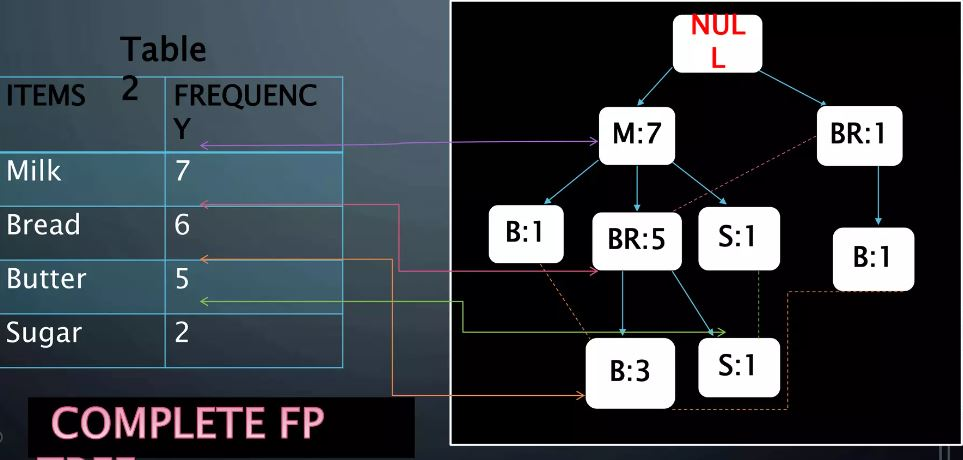 Table
2
ITEMS
FREQUENC
Y
Milk
7
Bread
6
Butter
5
Sugar
2
COMPLETE FP
NUL
L
M:7
BR:1
B:1
BR:5
S:1
B:1
B:3
S:1